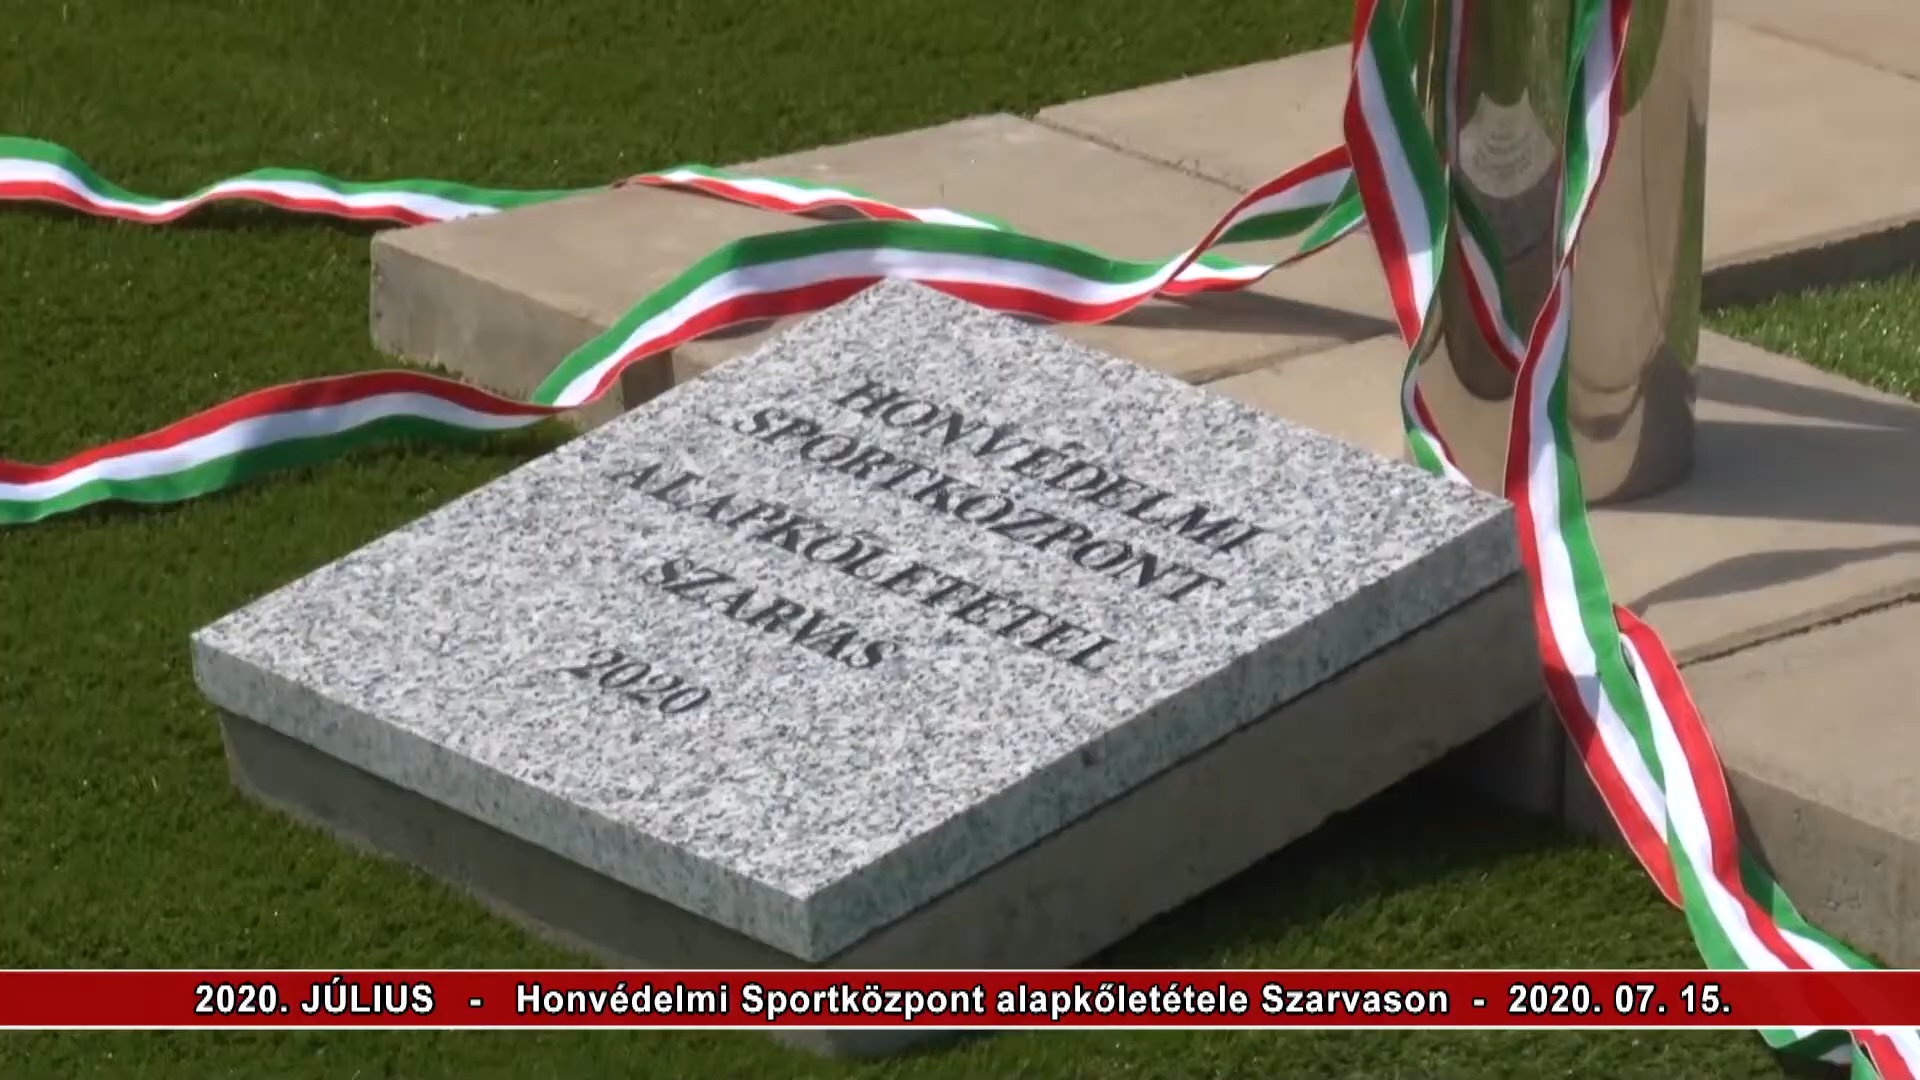 HONVÉDELMI
SPORTKÖZPONT
ALAPKŐLETÉTEL
SZARVAS
2020
2020. JÚLIUS - Honvédelmi Sportközpont alapkőletétele Szarvason - 2020. 07. 15.